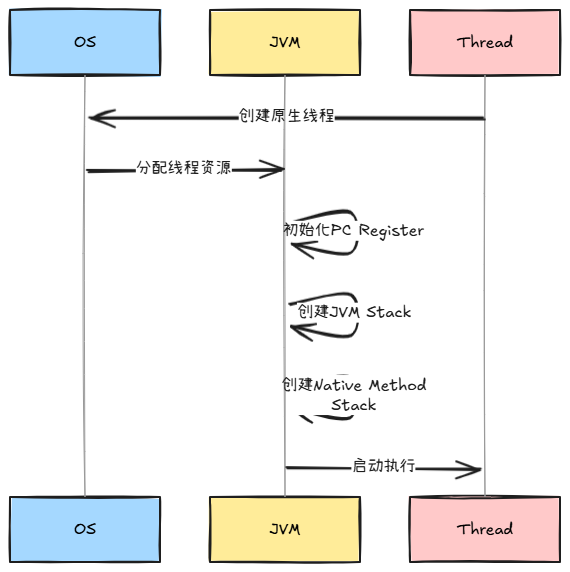 OS
JVM
Thread
创建原生线程
分配线程资源
初始化PC Register
创建JVM Stack
创建Native Method
Stack
启动执行
OS
JVM
Thread